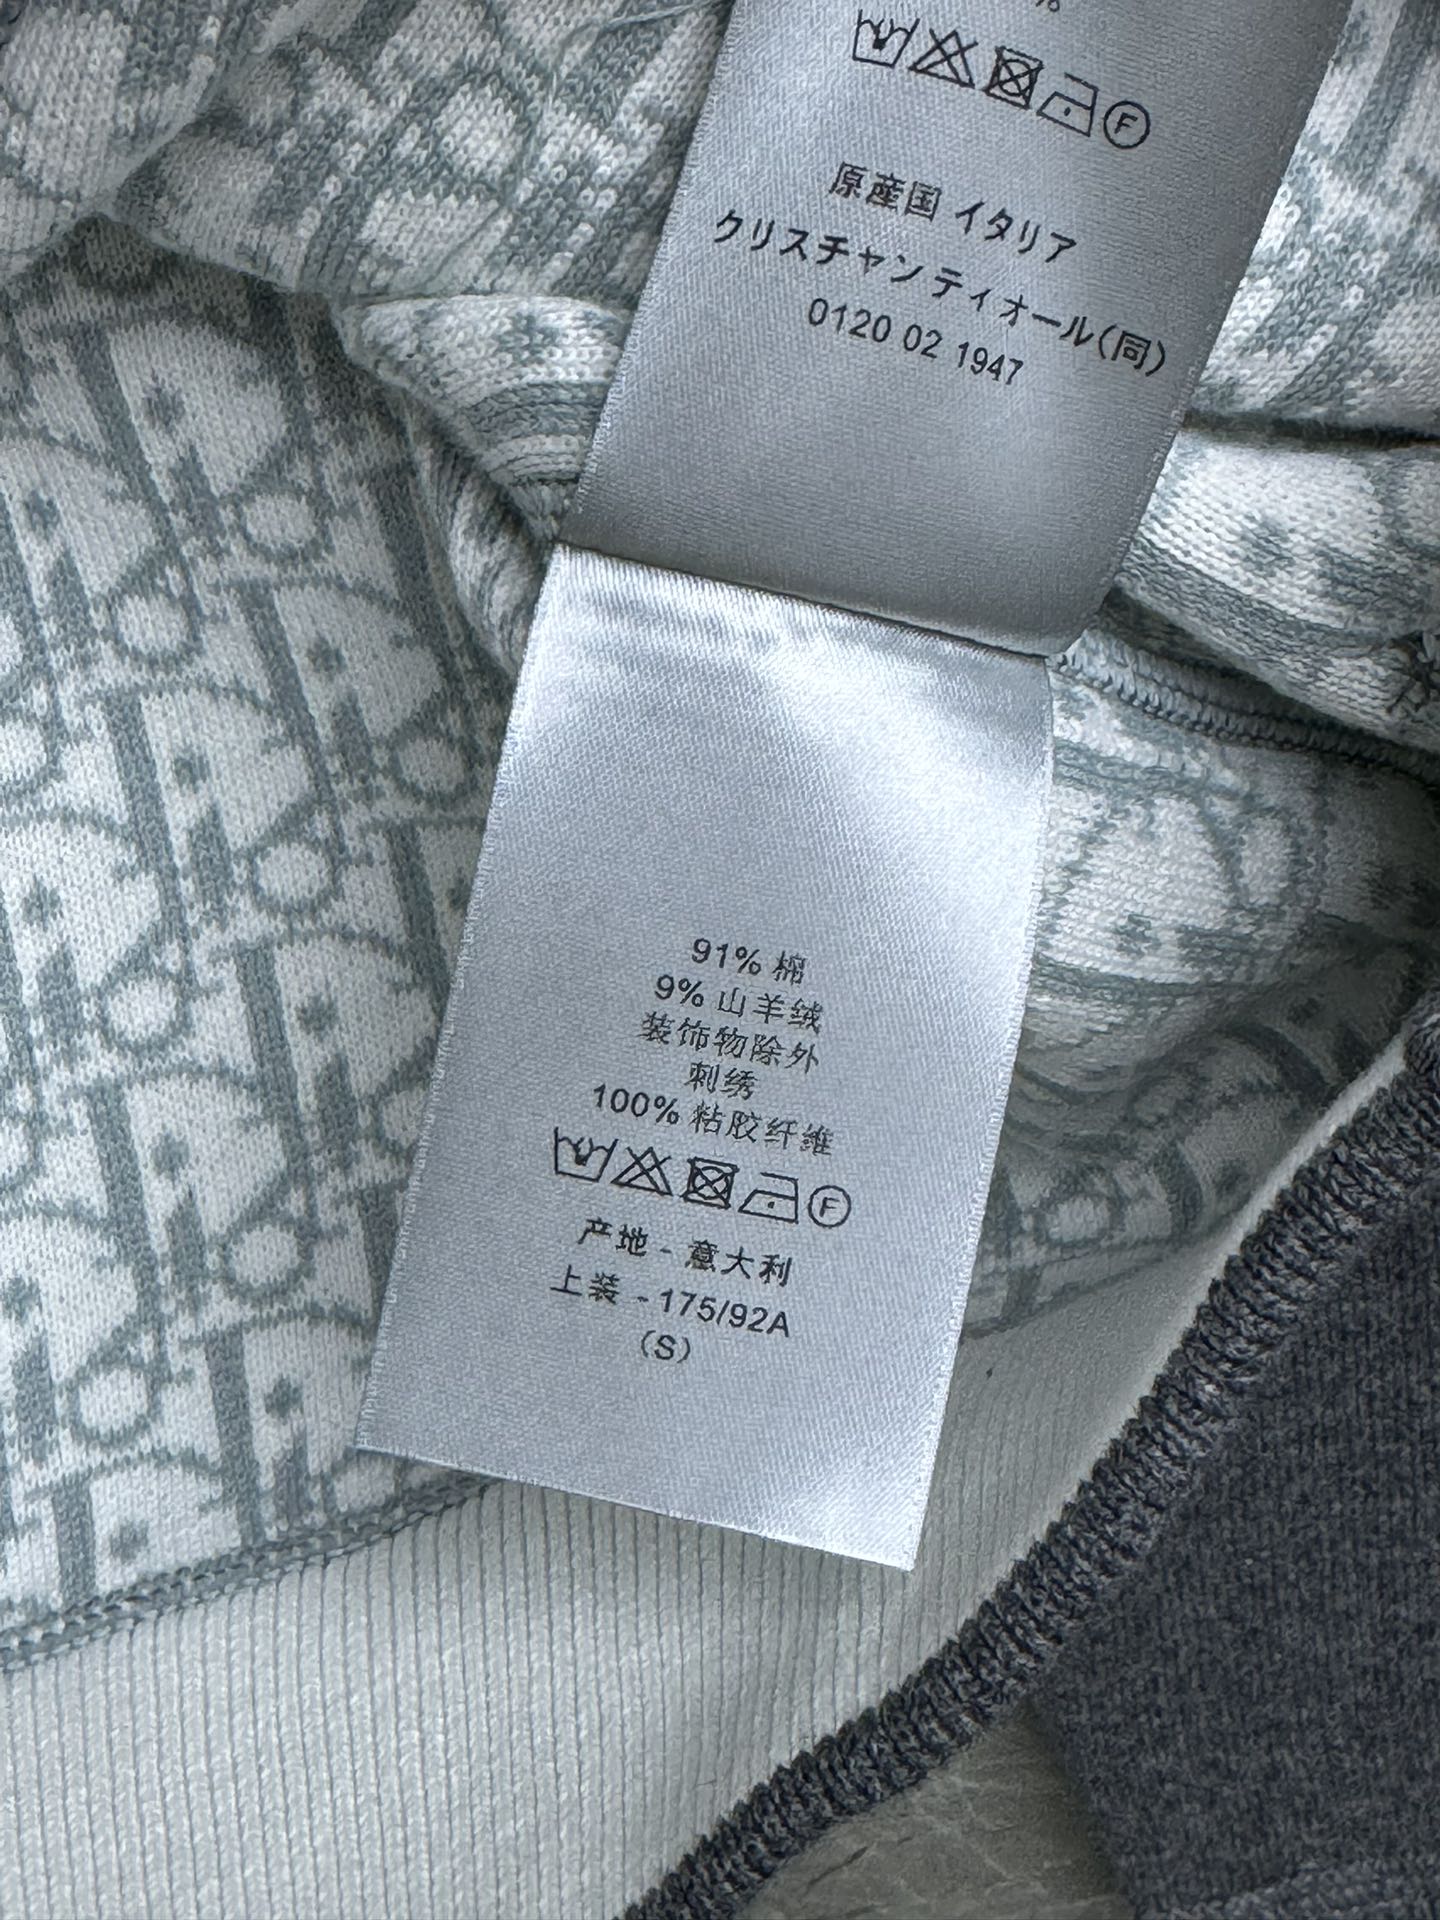 %
F
原産国 イタリア
クリスチャン ディオール(同)
0120 02 1947
91% 棉
9% 山羊绒
装饰物除外
刺绣
100% 粘胶纤维
F
产地 - 意大利
上装 - 175/92A
(S)